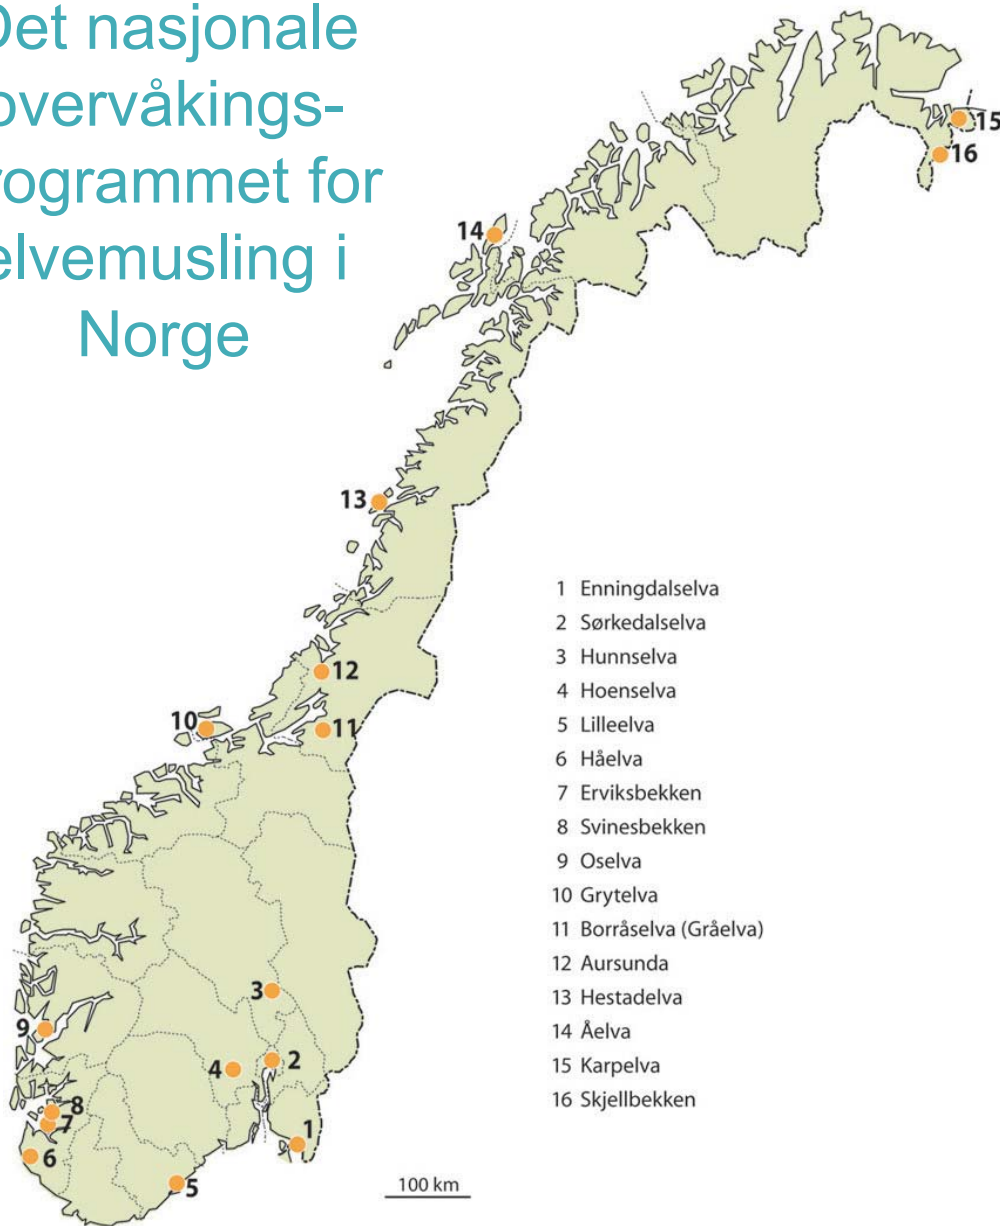 Det nasjonale
overvåkings-
rogrammet for
elvemusling i
Norge
15
16
14
13
12
10
11
3
9
2
4
8
7
1
6
5
1 Enningdalselva
2 Sørkedalselva
3 Hunnselva
4 Hoenselva
5 Lilleelva
6 Håelva
7 Erviksbekken
8 Svinesbekken
9 Oselva
10 Grytelva
11 Borråselva (Gråelva)
12 Aursunda
13 Hestadelva
14 Åelva
15 Karpelva
16 Skjellbekken
100 km